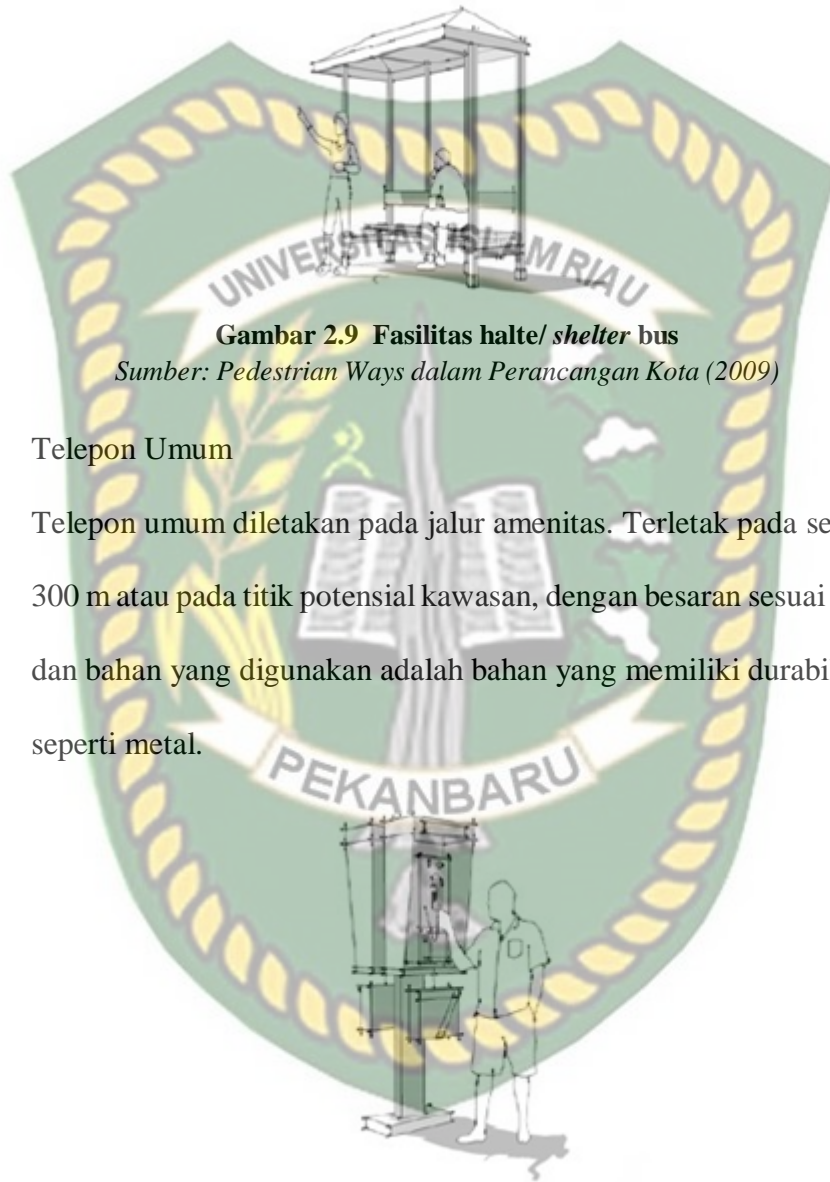 UNIVERSITAS ISLAM RIAU
Gambar 2.9 Fasilitas halte/ shelter bus
Sumber: Pedestrian Ways dalam Perancangan Kota (2009)
Telepon Umum
Telepon umum diletakan pada jalur amenitas. Terletak pada se
300 m atau pada titik potensial kawasan, dengan besaran sesuai
dan bahan yang digunakan adalah bahan yang memiliki durabi
seperti metal.
PEKANBARU